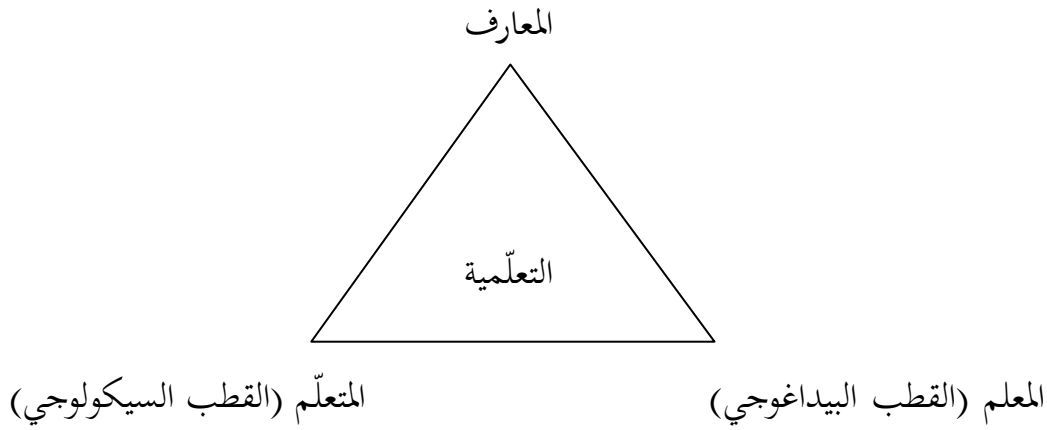 المعارف
التعلّمية
المعلم (القطب البيداغوجي)
المتعلّم (القطب السيكولوجي)